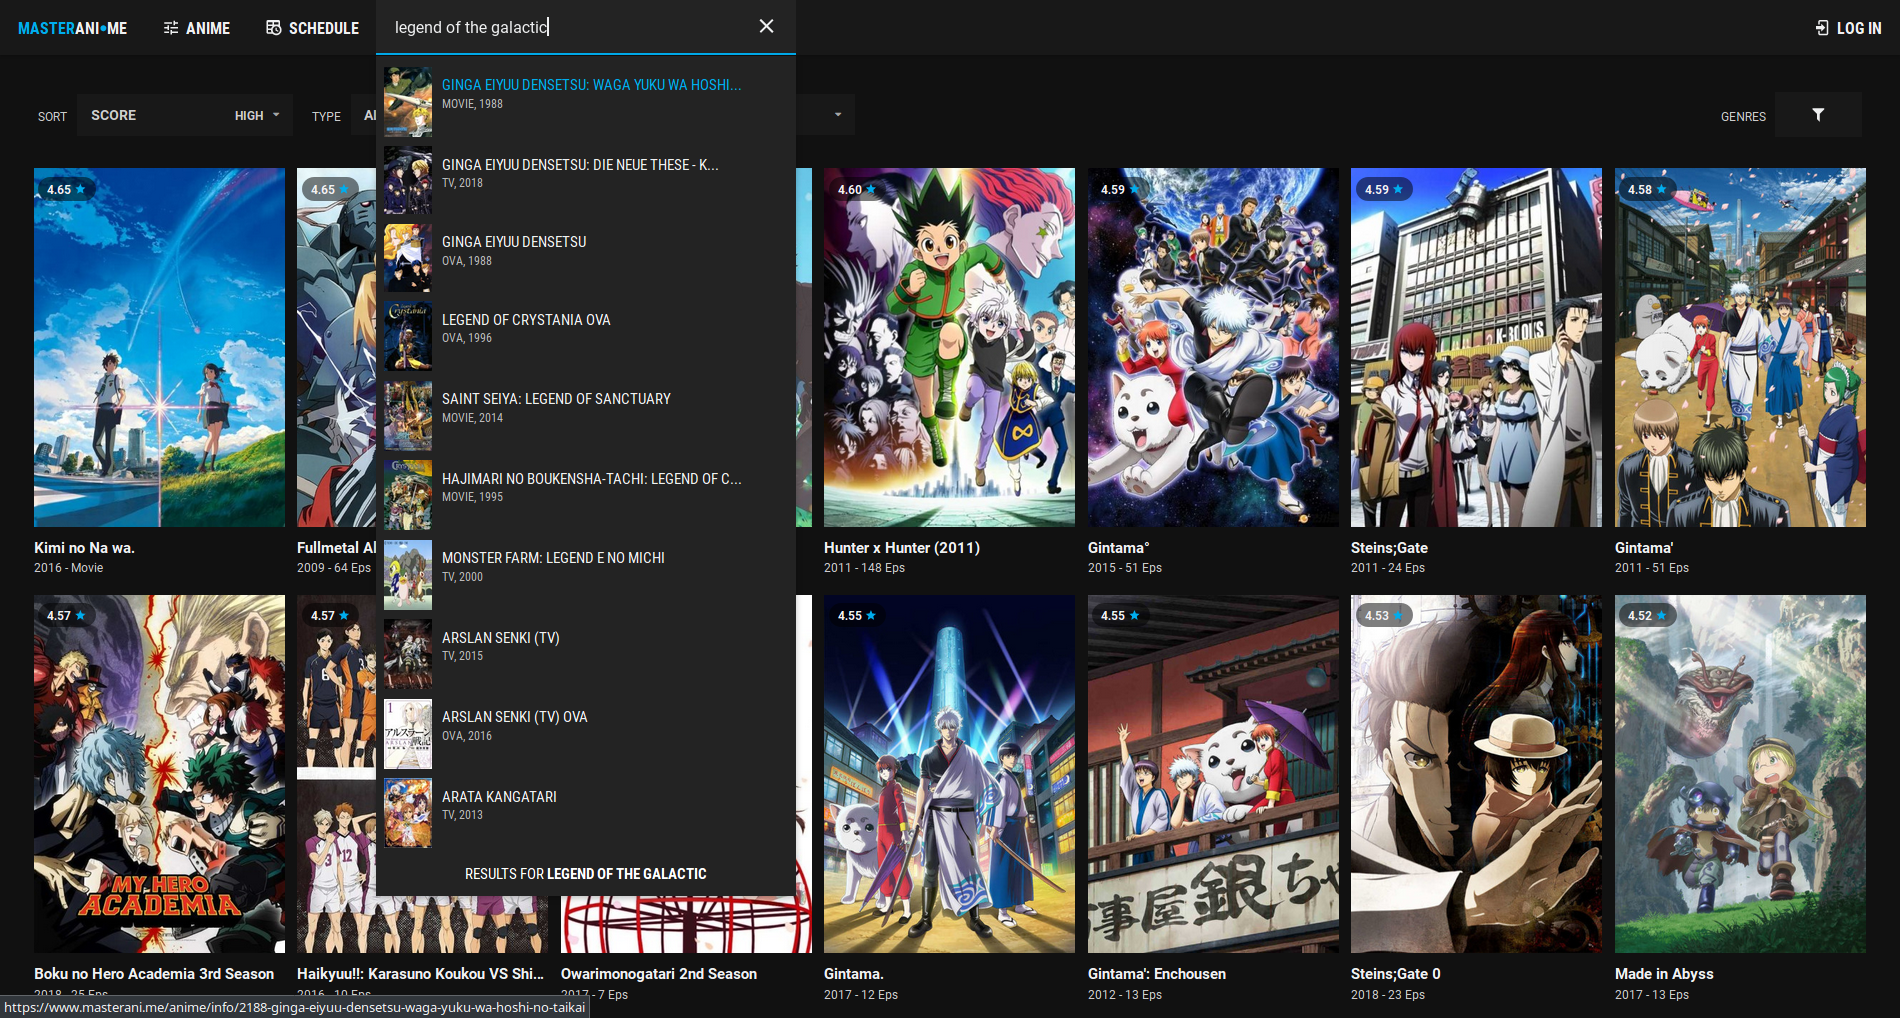 MASTERANI•ME
ANIME
SCHEDULE
legend of the galactic
LOG IN
SORT
SCORE
HIGH
TYPE
GENRES
GINGA EIYUU DENSETSU: WAGA YUKU WA HOSHI...
MOVIE, 1988
GINGA EIYUU DENSETSU: DIE NEUE THESE - K...
TV, 2018
GINGA EIYUU DENSETSU
OVA, 1988
LEGEND OF CRYSTANIA OVA
OVA, 1996
SAINT SEIYA: LEGEND OF SANCTUARY
MOVIE, 2014
HAJIMARI NO BOUKENSHA-TACHI: LEGEND OF C...
MOVIE, 1995
MONSTER FARM: LEGEND E NO MICHI
TV, 2000
ARSLAN SENKI (TV)
TV, 2015
ARSLAN SENKI (TV) OVA
OVA, 2016
ARATA KANGATARI
TV, 2013
RESULTS FOR LEGEND OF THE GALACTIC
4.65
4.65
4.60
4.59
4.59
4.58
K-BOOKS
Kimi no Na wa.
2016 - Movie
Fullmetal Al
2009 - 64 Eps
Hunter x Hunter (2011)
2011 - 148 Eps
Gintama°
2015 - 51 Eps
Steins;Gate
2011 - 24 Eps
Gintama'
2011 - 51 Eps
4.57
4.57
4.55
4.55
4.53
4.52
MY HERO
ACADEMIA
事屋銀ちゃ
Boku no Hero Academia 3rd Season
2018 - 25 Eps
Haikyuu!!: Karasuno Koukou VS Shi...
2016 - 10 Eps
Owarimonogatari 2nd Season
2017 - 7 Eps
Gintama.
2017 - 12 Eps
Gintama': Enchousen
2012 - 13 Eps
Steins;Gate 0
2018 - 23 Eps
Made in Abyss
2017 - 13 Eps
https://www.masterani.me/anime/info/2188-ginga-eiyuu-densetsu-waga-yuku-wa-hoshi-no-taikai